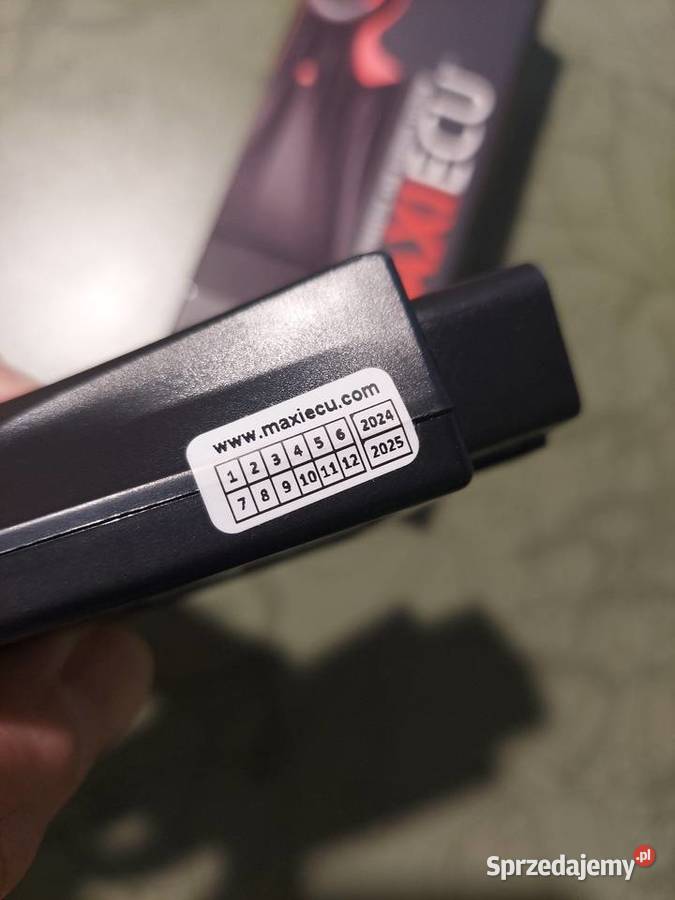 XIECU
www.maxiecu.com
1 2 3 4 5 6 2024
7 8 9 10 11 12 2025
Sprzedajemy.pl